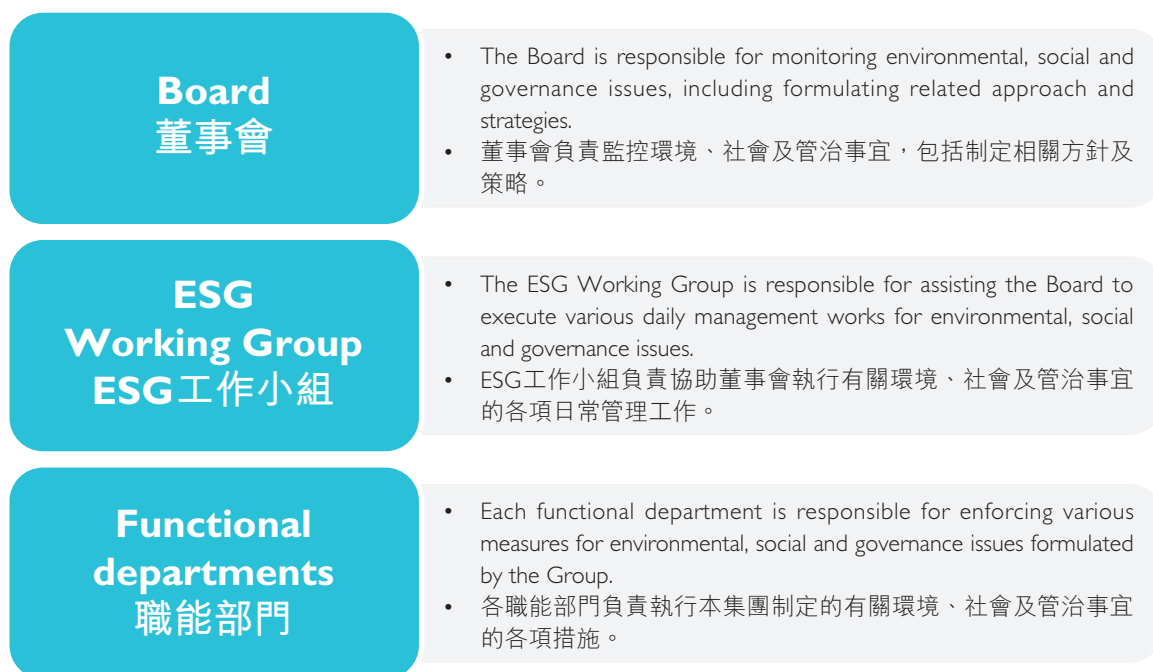 Board
董事會
• The Board is responsible for monitoring environmental, social and
governance issues, including formulating related approach and
strategies.
• 董事會負責監控環境、社會及管治事宜，包括制定相關方針及
策略。
ESG
Working Group
ESG工作小組
• The ESG Working Group is responsible for assisting the Board to
execute various daily management works for environmental, social
and governance issues.
• ESG工作小組負責協助董事會執行有關環境、社會及管治事宜
的各項日常管理工作。
Functional
departments
職能部門
• Each functional department is responsible for enforcing various
measures for environmental, social and governance issues formulated
by the Group.
• 各職能部門負責執行本集團制定的有關環境、社會及管治事宜
的各項措施。